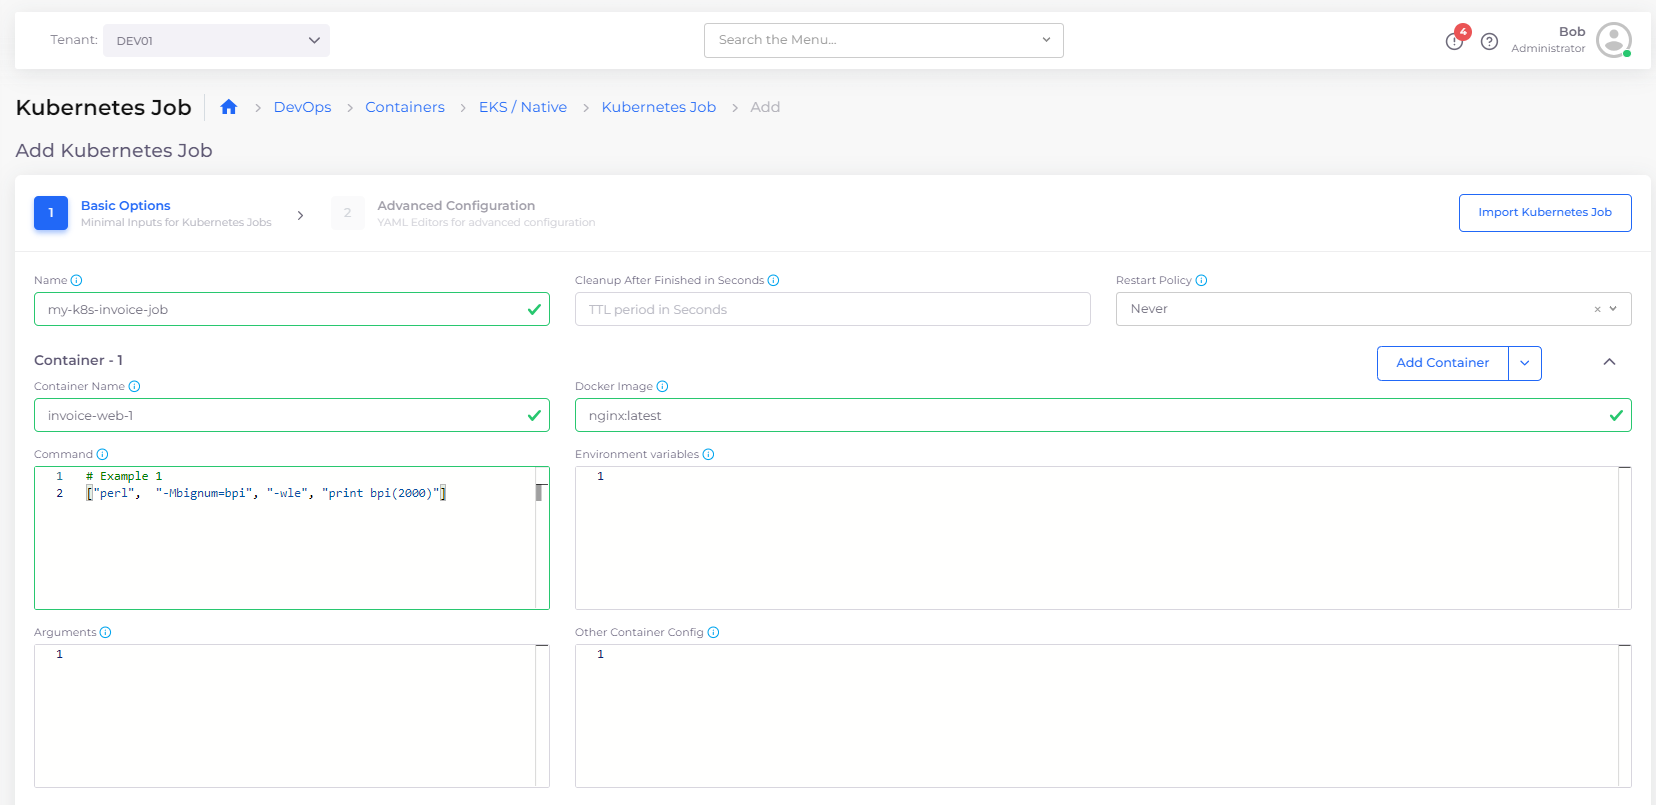 Tenant: DEV01
Search the Menu...
4
Bob
Administrator
Kubernetes Job
DevOps > Containers > EKS / Native > Kubernetes Job > Add
Add Kubernetes Job
1 Basic Options
Minimal Inputs for Kubernetes Jobs
2 Advanced Configuration
YAML Editors for advanced configuration
Import Kubernetes Job
Name
my-k8s-invoice-job
Cleanup After Finished in Seconds
TTL period in Seconds
Restart Policy
Never
Container - 1
Add Container
Container Name
invoice-web-1
Docker Image
nginx:latest
Command
1 # Example 1
2 ["perl",  "-Mbignum=bpi", "-wle", "print bpi(2000)"]
Environment variables
1
Arguments
1
Other Container Config
1